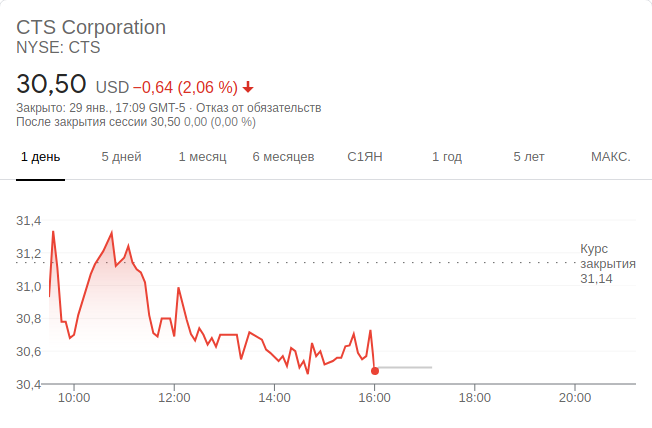 CTS Corporation
NYSE: CTS
30,50 USD −0,64 (2,06 %)
Закрыто: 29 янв., 17:09 GMT-5 · Отказ от обязательств
После закрытия сессии 30,50 0,00 (0,00 %)
1 день 5 дней 1 месяц 6 месяцев С1ЯН 1 год 5 лет МАКС.
31,4
31,2
31,0
30,8
30,6
30,4
Курс
закрытия
31,14
10:00 12:00 14:00 16:00 18:00 20:00